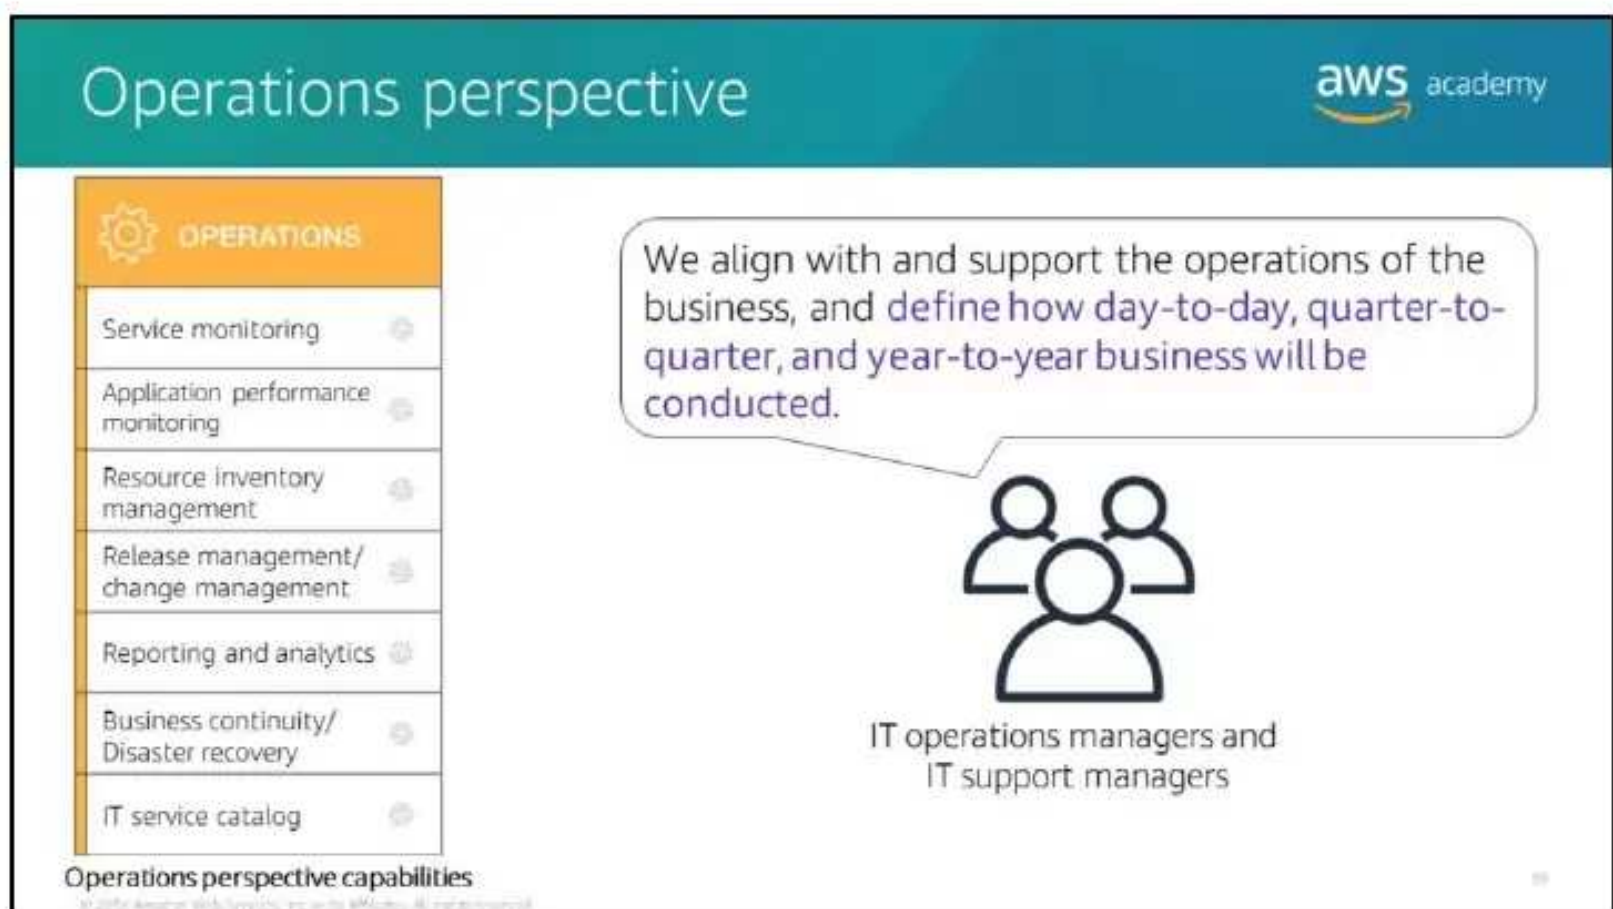 Operations perspective
aws academy
OPERATIONS
Service monitoring
Application performance
monitoring
Resource inventory
management
Release management/
change management
Reporting and analytics
Business continuity/
Disaster recovery
IT service catalog
Operations perspective capabilities
We align with and support the operations of the
business, and define how day-to-day, quarter-to-
quarter, and year-to-year business will be
conducted.
IT operations managers and
IT support managers